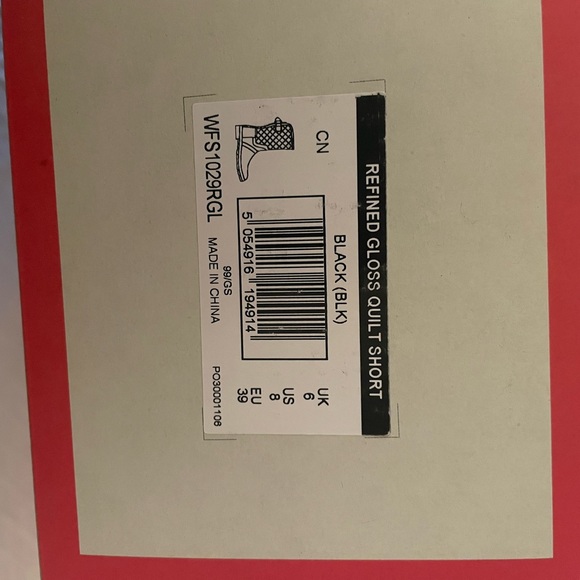 REFINED GLOSS QUILT SHORT
CN
BLACK (BLK)
UK
6
US
8
EU
39
5 054916 194914
99/GS
WFS1029RGL
MADE IN CHINA
PO30001106